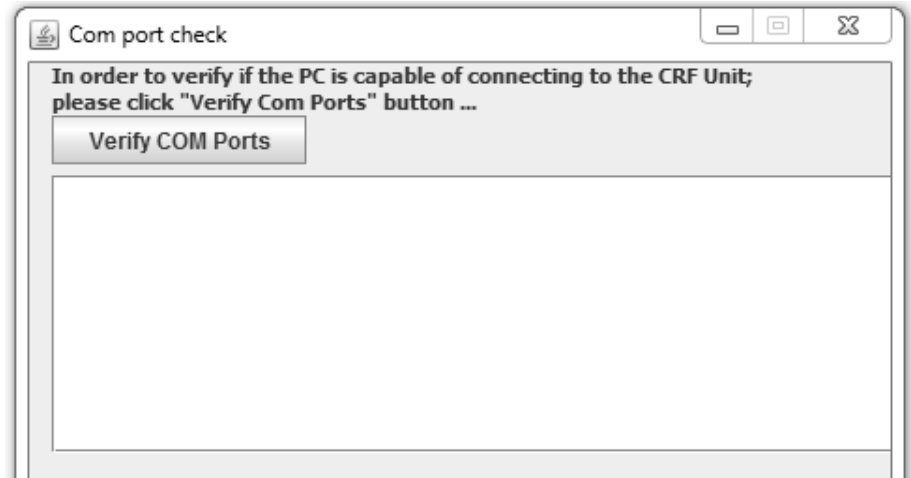 Com port check
In order to verify if the PC is capable of connecting to the CRF Unit;
please click "Verify Com Ports" button ...
Verify COM Ports